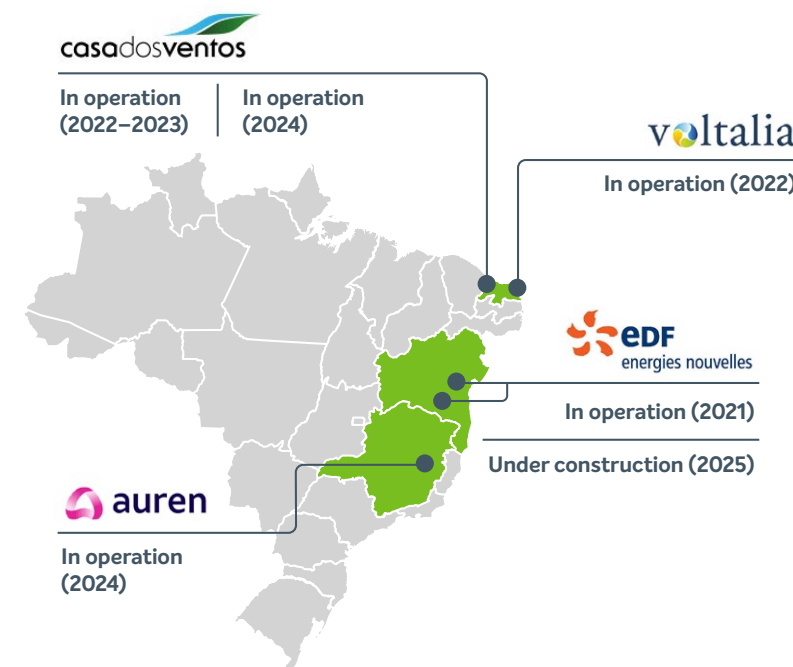 casadosventos
In operation
(2022–2023)
In operation
(2024)
voltalia
In operation (2022)
eDF
energies nouvelles
In operation (2021)
Under construction (2025)
auren
In operation
(2024)